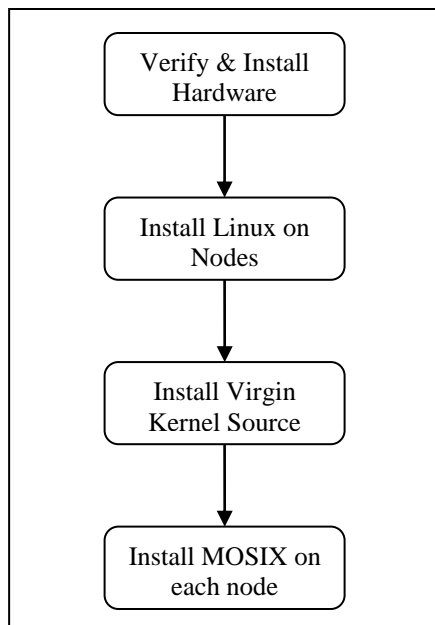 Verify & Install
Hardware
Install Linux on
Nodes
Install Virgin
Kernel Source
Install MOSIX on
each node